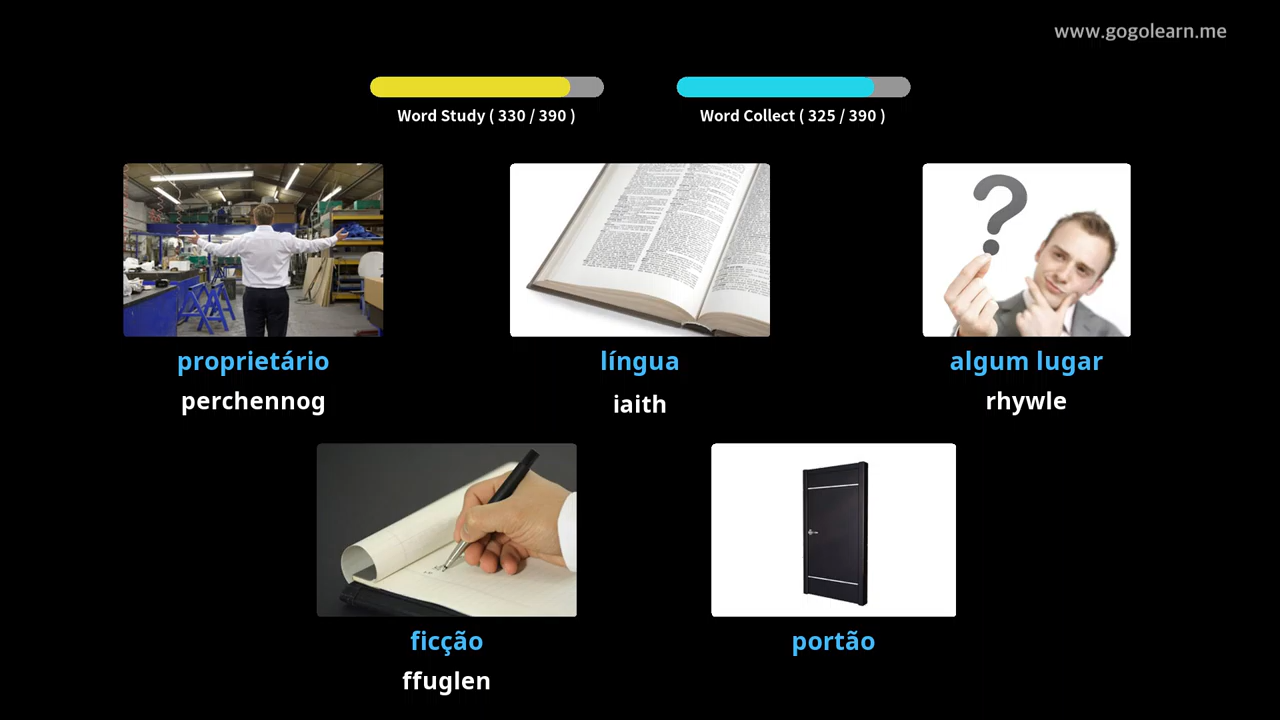 www.gogolearn.me
Word Study ( 330 / 390 )
Word Collect ( 325 / 390 )
proprietário
perchennog
língua
iaith
algum lugar
rhywle
ficção
ffuglen
portão